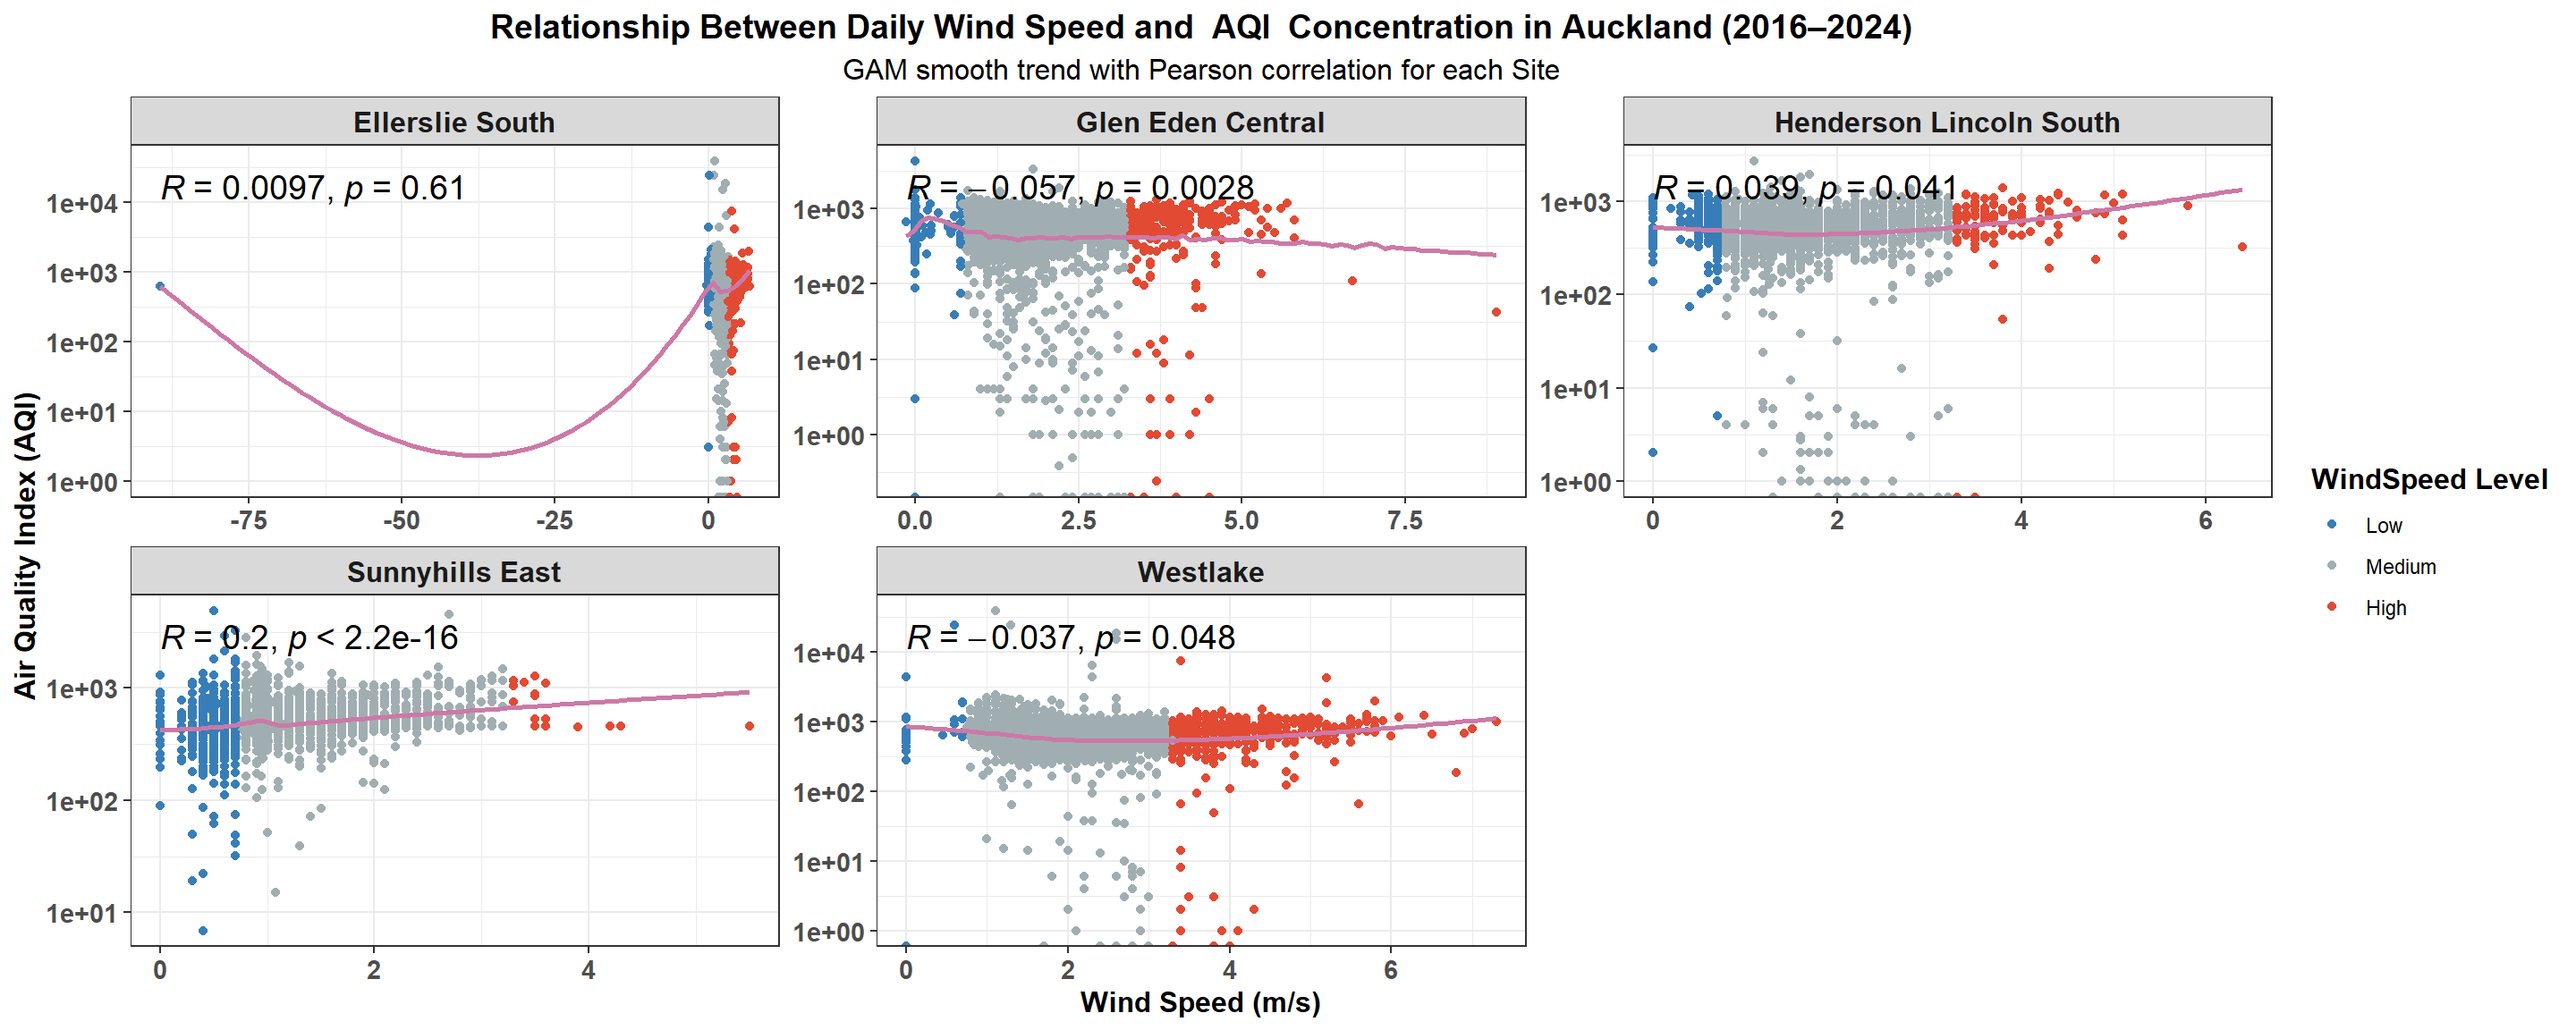 Relationship Between Daily Wind Speed and  AQI  Concentration in Auckland (2016–2024)
GAM smooth trend with Pearson correlation for each Site
Air Quality Index (AQI)
Ellerslie South
R = 0.0097, p = 0.61
1e+04
1e+03
1e+02
1e+01
1e+00
-75 -50 -25 0
Glen Eden Central
R = −0.057, p = 0.0028
1e+03
1e+02
1e+01
1e+00
0.0 2.5 5.0 7.5
Henderson Lincoln South
R = 0.039, p = 0.041
1e+03
1e+02
1e+01
1e+00
0 2 4 6
Sunnyhills East
R = 0.2, p < 2.2e-16
1e+03
1e+02
1e+01
0 2 4
Westlake
R = −0.037, p = 0.048
1e+04
1e+03
1e+02
1e+01
1e+00
0 2 4 6
Wind Speed (m/s)
WindSpeed Level
Low
Medium
High